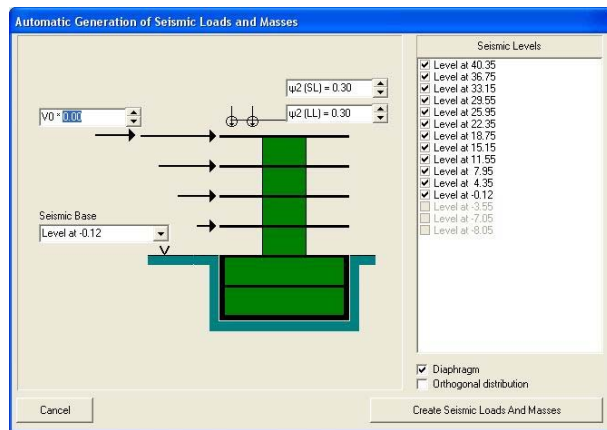 Automatic Generation of Seismic Loads and Masses
ψ2 (SL) = 0.30
ψ2 (LL) = 0.30
V0 * 0.00
Seismic Base
Level at -0.12
Cancel
Seismic Levels
Level at 40.35
Level at 36.75
Level at 33.15
Level at 29.55
Level at 25.95
Level at 22.35
Level at 18.75
Level at 15.15
Level at 11.55
Level at 7.95
Level at 4.35
Level at -0.12
Level at -3.55
Level at -7.05
Level at -8.05
Diaphragm
Orthogonal distribution
Create Seismic Loads And Masses